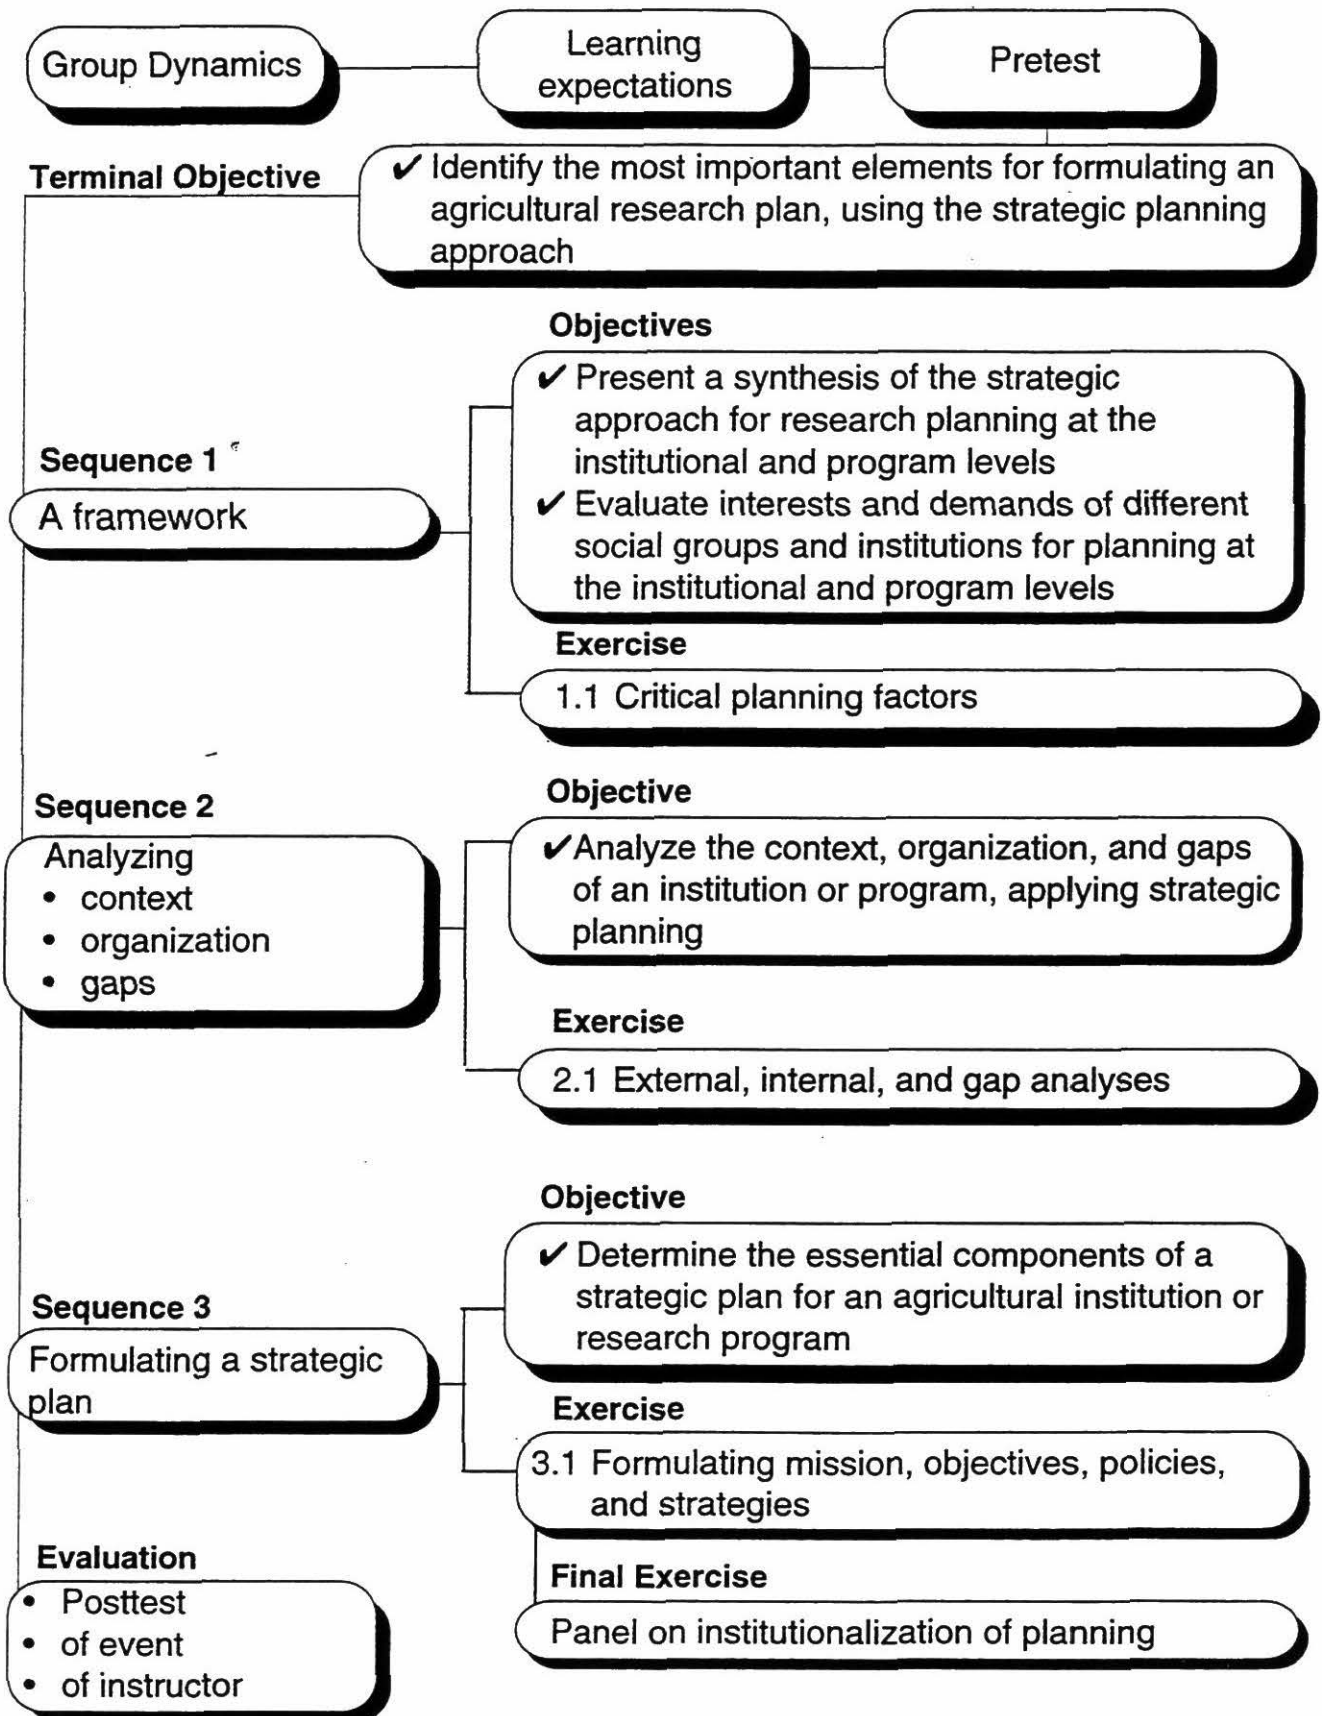 Group Dynamics
Learning
expectations
Pretest
Terminal Objective
✔ Identify the most important elements for formulating an
agricultural research plan, using the strategic planning
approach
Objectives
✔ Present a synthesis of the strategic
approach for research planning at the
institutional and program levels
✔ Evaluate interests and demands of different
social groups and institutions for planning at
the institutional and program levels
Sequence 1
A framework
Exercise
1.1 Critical planning factors
Sequence 2
Analyzing
• context
• organization
• gaps
Objective
✔ Analyze the context, organization, and gaps
of an institution or program, applying strategic
planning
Exercise
2.1 External, internal, and gap analyses
Objective
✔ Determine the essential components of a
strategic plan for an agricultural institution or
research program
Sequence 3
Formulating a strategic
plan
Exercise
3.1 Formulating mission, objectives, policies,
and strategies
Final Exercise
Panel on institutionalization of planning
Evaluation
• Posttest
• of event
• of instructor